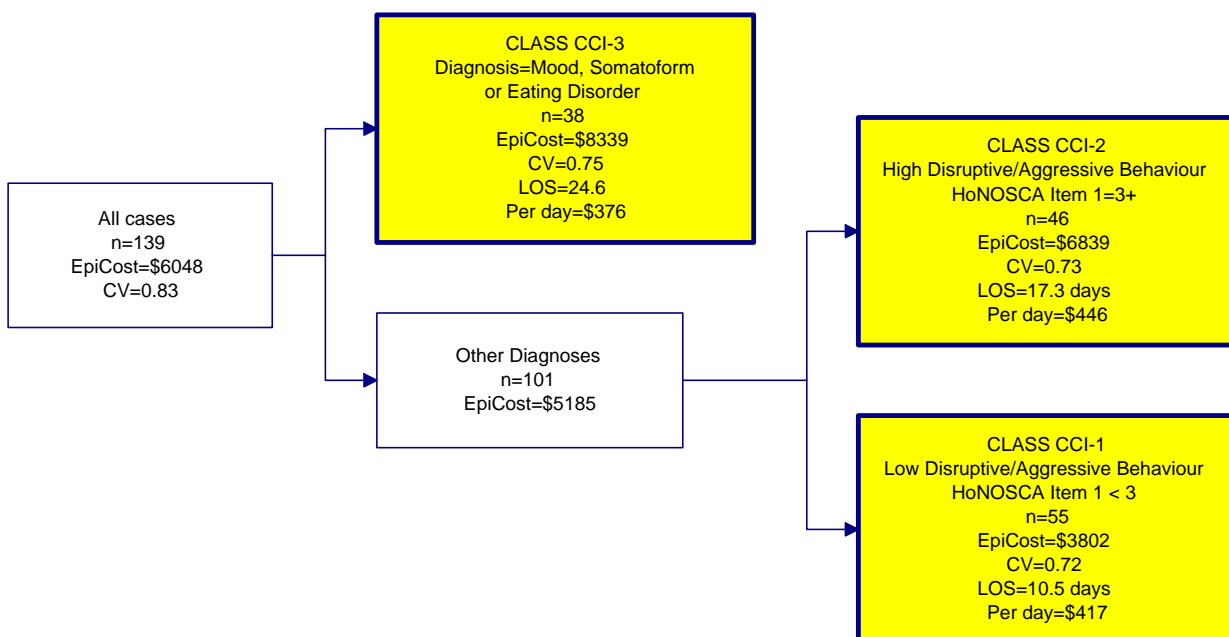 All cases
n=139
EpiCost=$6048
CV=0.83
CLASS CCI-3
Diagnosis=Mood, Somatoform
or Eating Disorder
n=38
EpiCost=$8339
CV=0.75
LOS=24.6
Per day=$376
Other Diagnoses
n=101
EpiCost=$5185
CLASS CCI-2
High Disruptive/Aggressive Behaviour
HoNOSCA Item 1=3+
n=46
EpiCost=$6839
CV=0.73
LOS=17.3 days
Per day=$446
CLASS CCI-1
Low Disruptive/Aggressive Behaviour
HoNOSCA Item 1 < 3
n=55
EpiCost=$3802
CV=0.72
LOS=10.5 days
Per day=$417